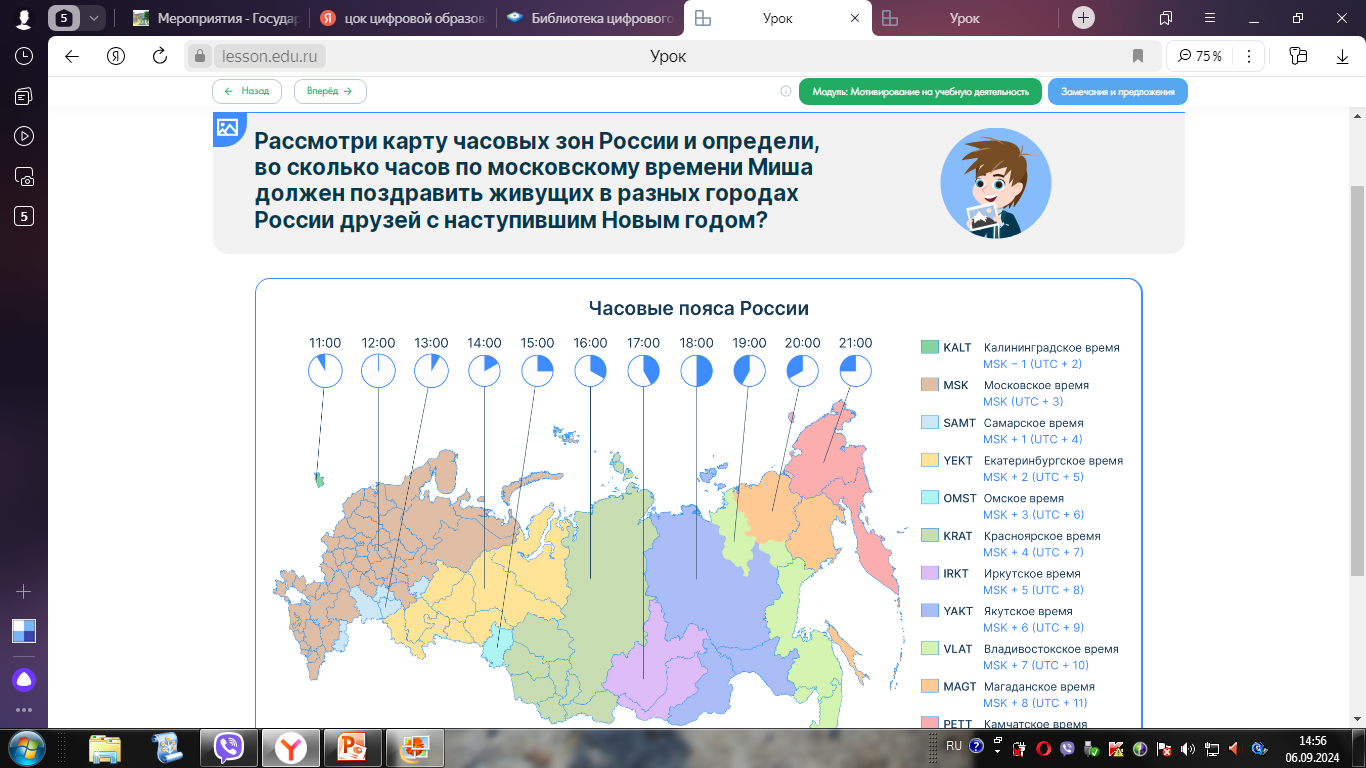 5
Мероприятия - Государ
цок цифровой образов
Библиотека цифрового
Урок
Урок
lesson.edu.ru
Урок
75 %
5
Назад
Вперёд
Модуль: Мотивирование на учебную деятельность
Замечания и предложения
Рассмотри карту часовых зон России и определи,
во сколько часов по московскому времени Миша
должен поздравить живущих в разных городах
России друзей с наступившим Новым годом?
Часовые пояса России
11:00 12:00 13:00 14:00 15:00 16:00 17:00 18:00 19:00 20:00 21:00
KALT Калининградское время
MSK − 1 (UTC + 2)
MSK Московское время
MSK (UTC + 3)
SAMT Самарское время
MSK + 1 (UTC + 4)
YEKT Екатеринбургское время
MSK + 2 (UTC + 5)
OMST Омское время
MSK + 3 (UTC + 6)
KRAT Красноярское время
MSK + 4 (UTC + 7)
IRKT Иркутское время
MSK + 5 (UTC + 8)
YAKT Якутское время
MSK + 6 (UTC + 9)
VLAT Владивостокское время
MSK + 7 (UTC + 10)
MAGT Магаданское время
MSK + 8 (UTC + 11)
PETT Камчатское время
RU
14:56
06.09.2024